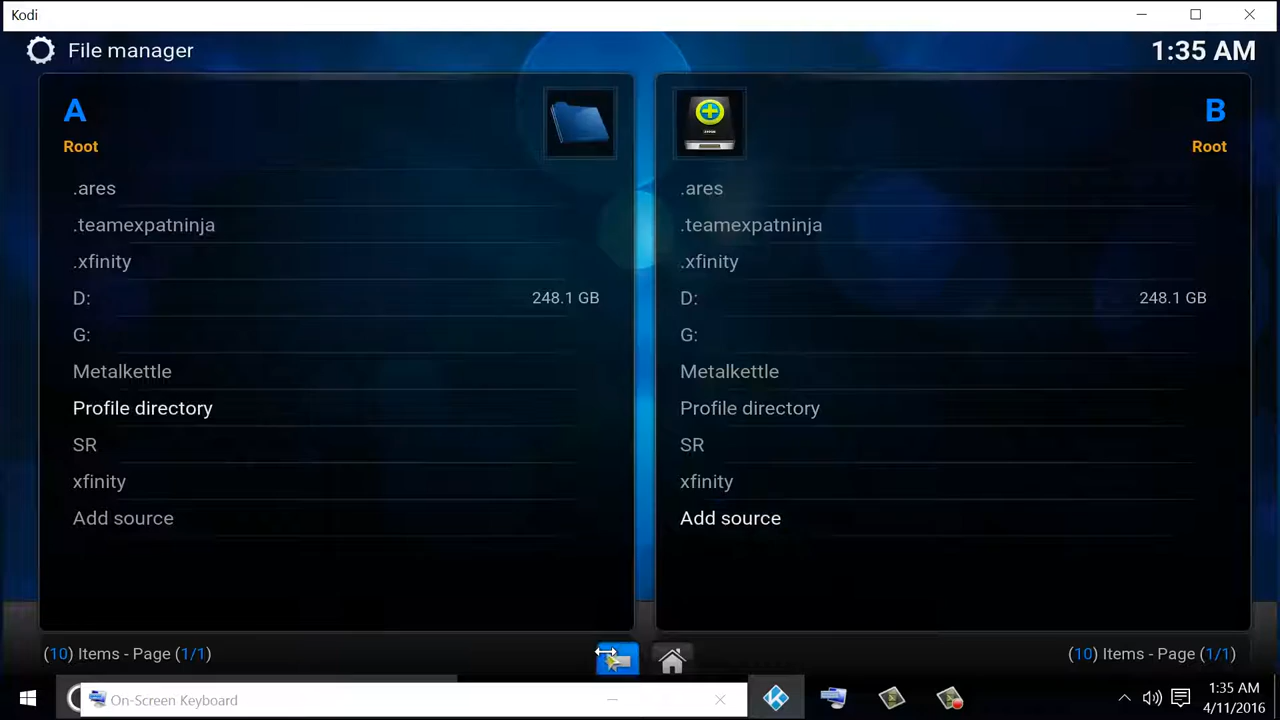 Kodi
File manager
1:35 AM
A
B
Root
Root
.ares
.teamexpatninja
.xfinity
D: 248.1 GB
G:
Metalkettle
Profile directory
SR
xfinity
Add source
.ares
.teamexpatninja
.xfinity
D: 248.1 GB
G:
Metalkettle
Profile directory
SR
xfinity
Add source
(10) Items - Page (1/1)
(10) Items - Page (1/1)
On-Screen Keyboard
1:35 AM
4/11/2016